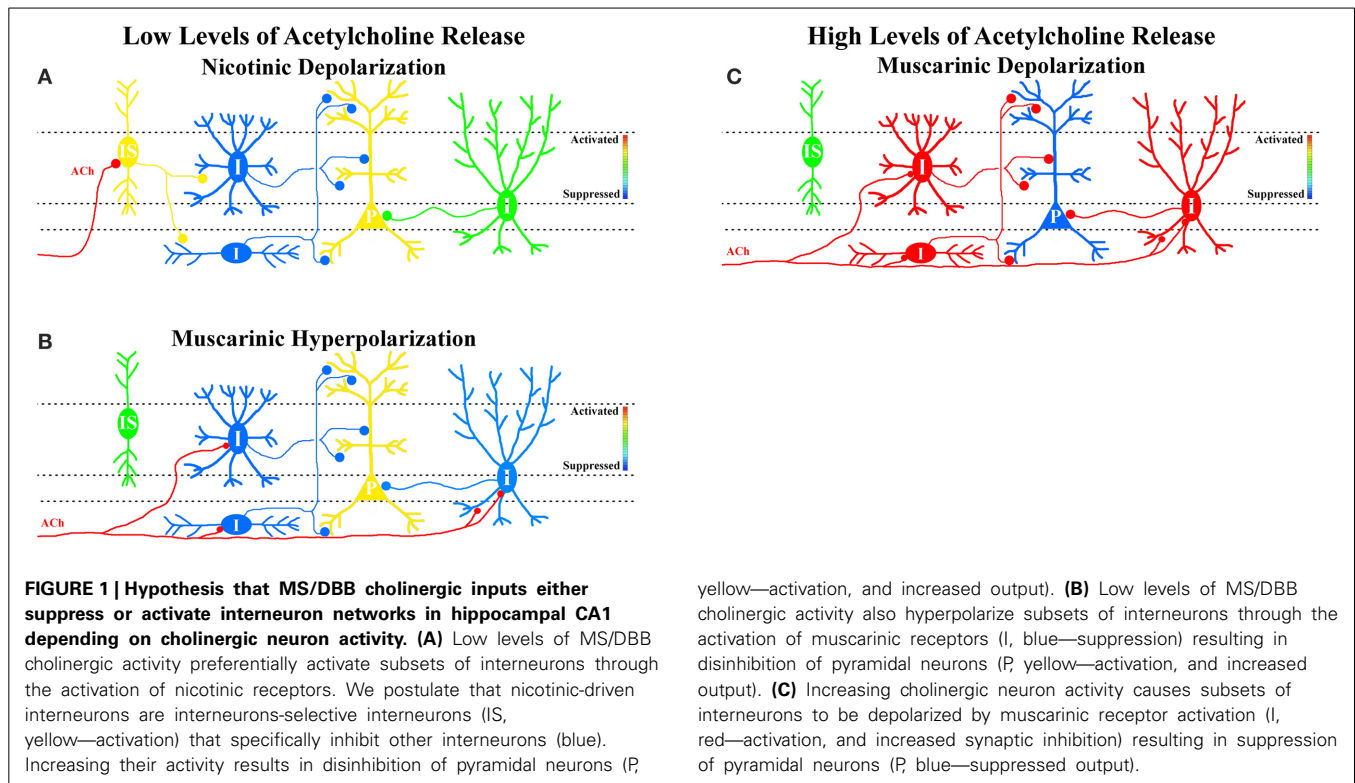 Low Levels of Acetylcholine Release
Nicotinic Depolarization
A
IS
ACh
I
I
P
I
Activated
Suppressed
High Levels of Acetylcholine Release
Muscarinic Depolarization
C
IS
I
I
P
I
ACh
Activated
Suppressed
B
Muscarinic Hyperpolarization
IS
I
I
P
I
ACh
Activated
Suppressed
FIGURE 1 | Hypothesis that MS/DBB cholinergic inputs either
suppress or activate interneuron networks in hippocampal CA1
depending on cholinergic neuron activity. (A) Low levels of MS/DBB
cholinergic activity preferentially activate subsets of interneurons through
the activation of nicotinic receptors. We postulate that nicotinic-driven
interneurons are interneurons-selective interneurons (IS,
yellow—activation) that specifically inhibit other interneurons (blue).
Increasing their activity results in disinhibition of pyramidal neurons (P,
yellow—activation, and increased output). (B) Low levels of MS/DBB
cholinergic activity also hyperpolarize subsets of interneurons through the
activation of muscarinic receptors (I, blue—suppression) resulting in
disinhibition of pyramidal neurons (P, yellow—activation, and increased
output). (C) Increasing cholinergic neuron activity causes subsets of
interneurons to be depolarized by muscarinic receptor activation (I,
red—activation, and increased synaptic inhibition) resulting in suppression
of pyramidal neurons (P, blue—suppressed output).